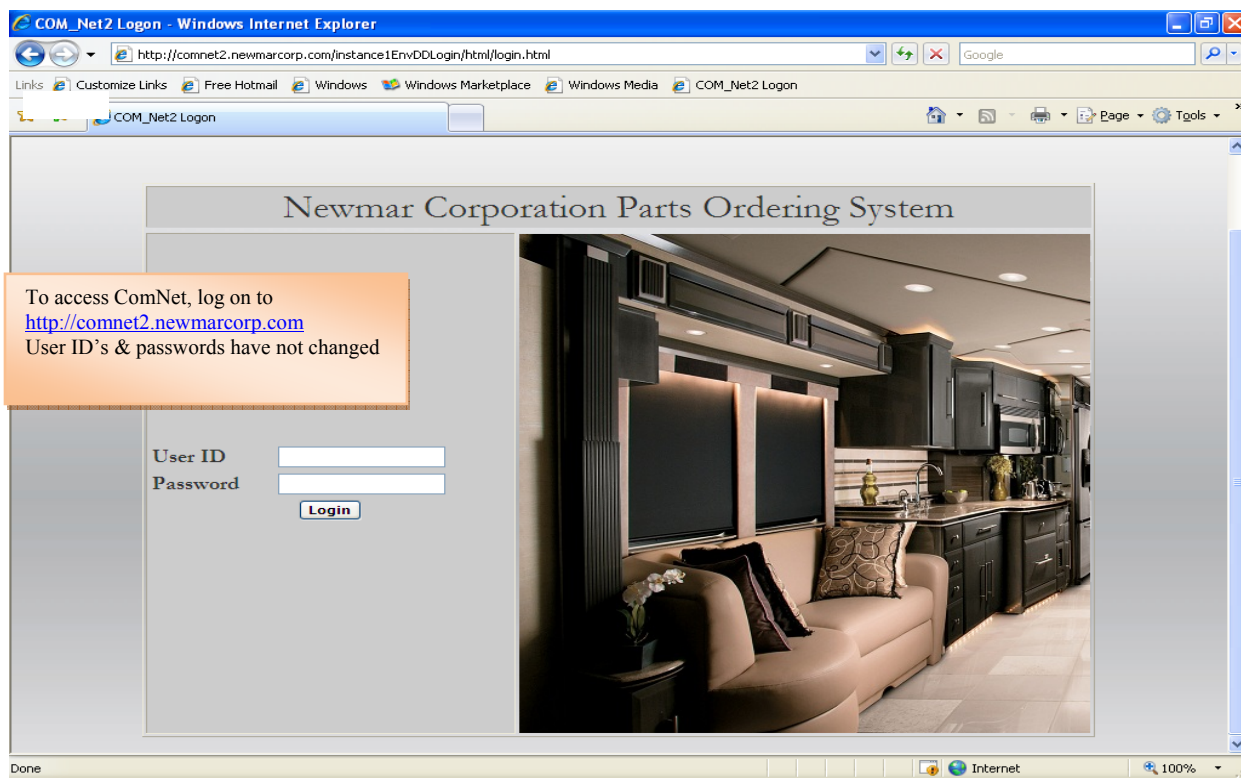 COM_Net2 Logon - Windows Internet Explorer
http://comnet2.newmarcorp.com/instance1EnvDDLogin/html/login.html
Google
Links Customize Links Free Hotmail Windows Windows Marketplace Windows Media COM_Net2 Logon
COM_Net2 Logon
Page Tools
Newmar Corporation Parts Ordering System
To access ComNet, log on to
http://comnet2.newmarcorp.com
User ID's & passwords have not changed
User ID
Password
Login
Done Internet 100%